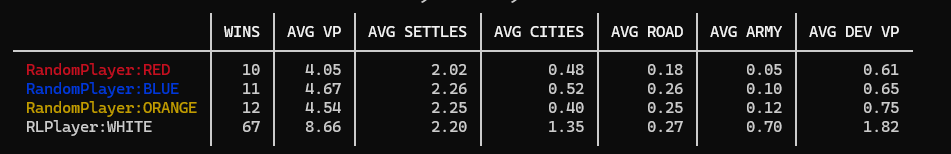 WINS AVG VP AVG SETTLES AVG CITIES AVG ROAD AVG ARMY AVG DEV VP
RandomPlayer:RED 10 4.05 2.02 0.48 0.18 0.05 0.61
RandomPlayer:BLUE 11 4.67 2.26 0.52 0.26 0.10 0.65
RandomPlayer:ORANGE 12 4.54 2.25 0.40 0.25 0.12 0.75
RLPlayer:WHITE 67 8.66 2.20 1.35 0.27 0.70 1.82